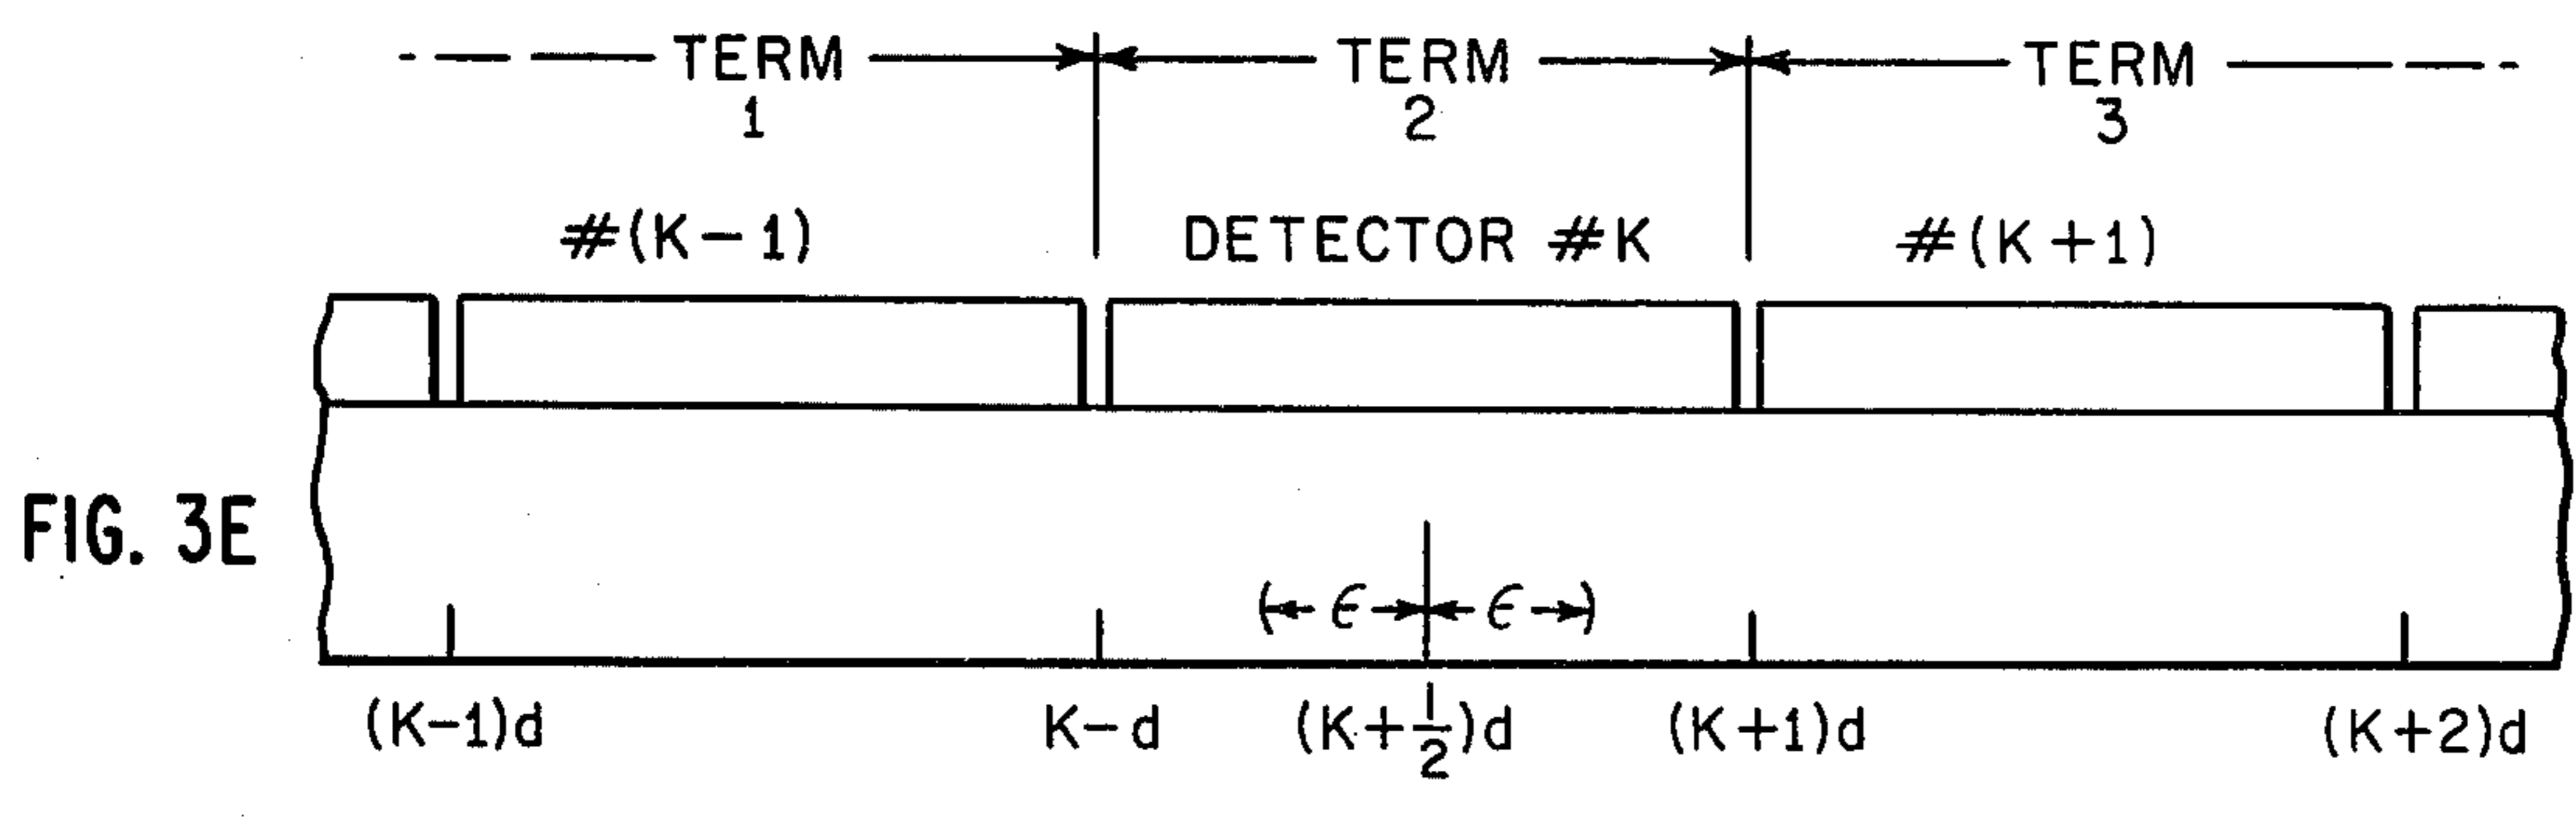 TERM 1 TERM 2 TERM 3
#(K-1) DETECTOR #K #(K+1)
FIG. 3E
(← ϵ → ← ϵ →)
(K-1)d K-d (K+1/2)d (K+1)d (K+2)d